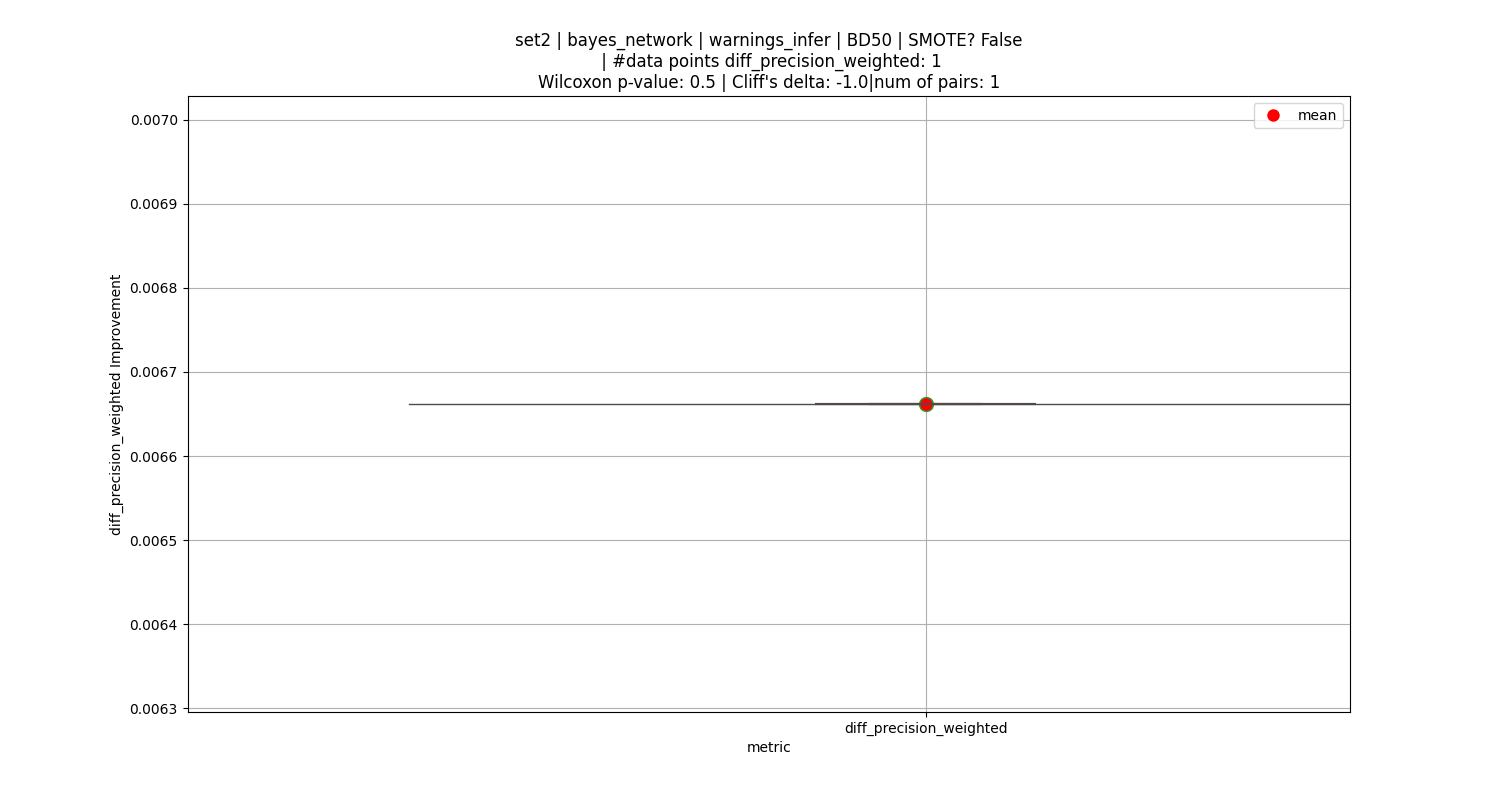 set2 | bayes_network | warnings_infer | BD50 | SMOTE? False
| #data points diff_precision_weighted: 1
Wilcoxon p-value: 0.5 | Cliff's delta: -1.0|num of pairs: 1
mean
0.0070
0.0069
0.0068
0.0067
0.0066
0.0065
0.0064
0.0063
diff_precision_weighted Improvement
diff_precision_weighted
metric